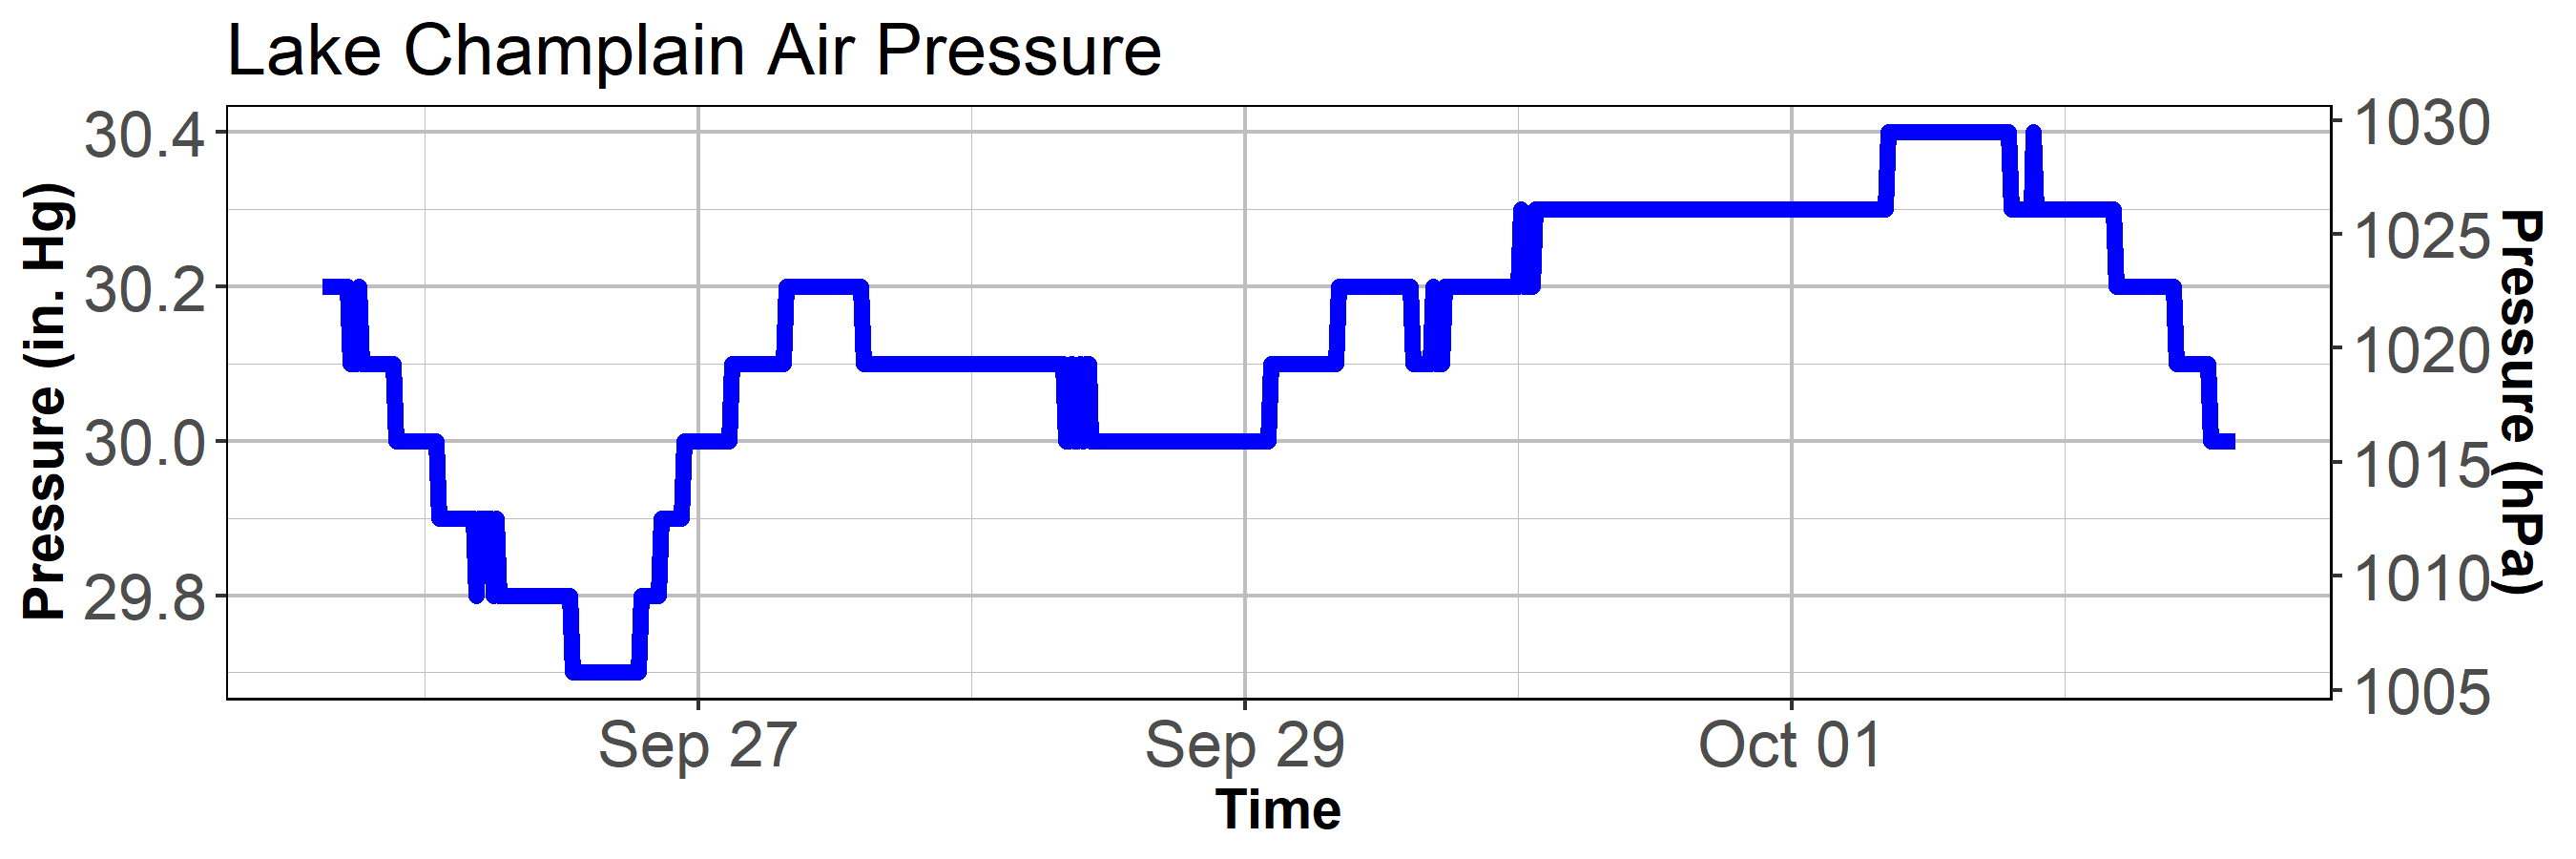 Lake Champlain Air Pressure
Pressure (in. Hg)
30.4
30.2
30.0
29.8
1030
1025
1020
1015
1010
1005
Pressure (hPa)
Sep 27
Sep 29
Oct 01
Time